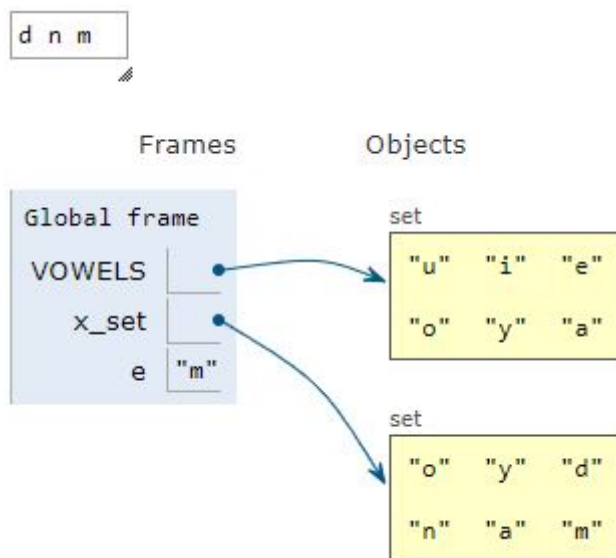 d n m
Frames Objects
Global frame
VOWELS
x_set
e "m"
set
"u" "i" "e"
"o" "y" "a"
set
"o" "y" "d"
"n" "a" "m"